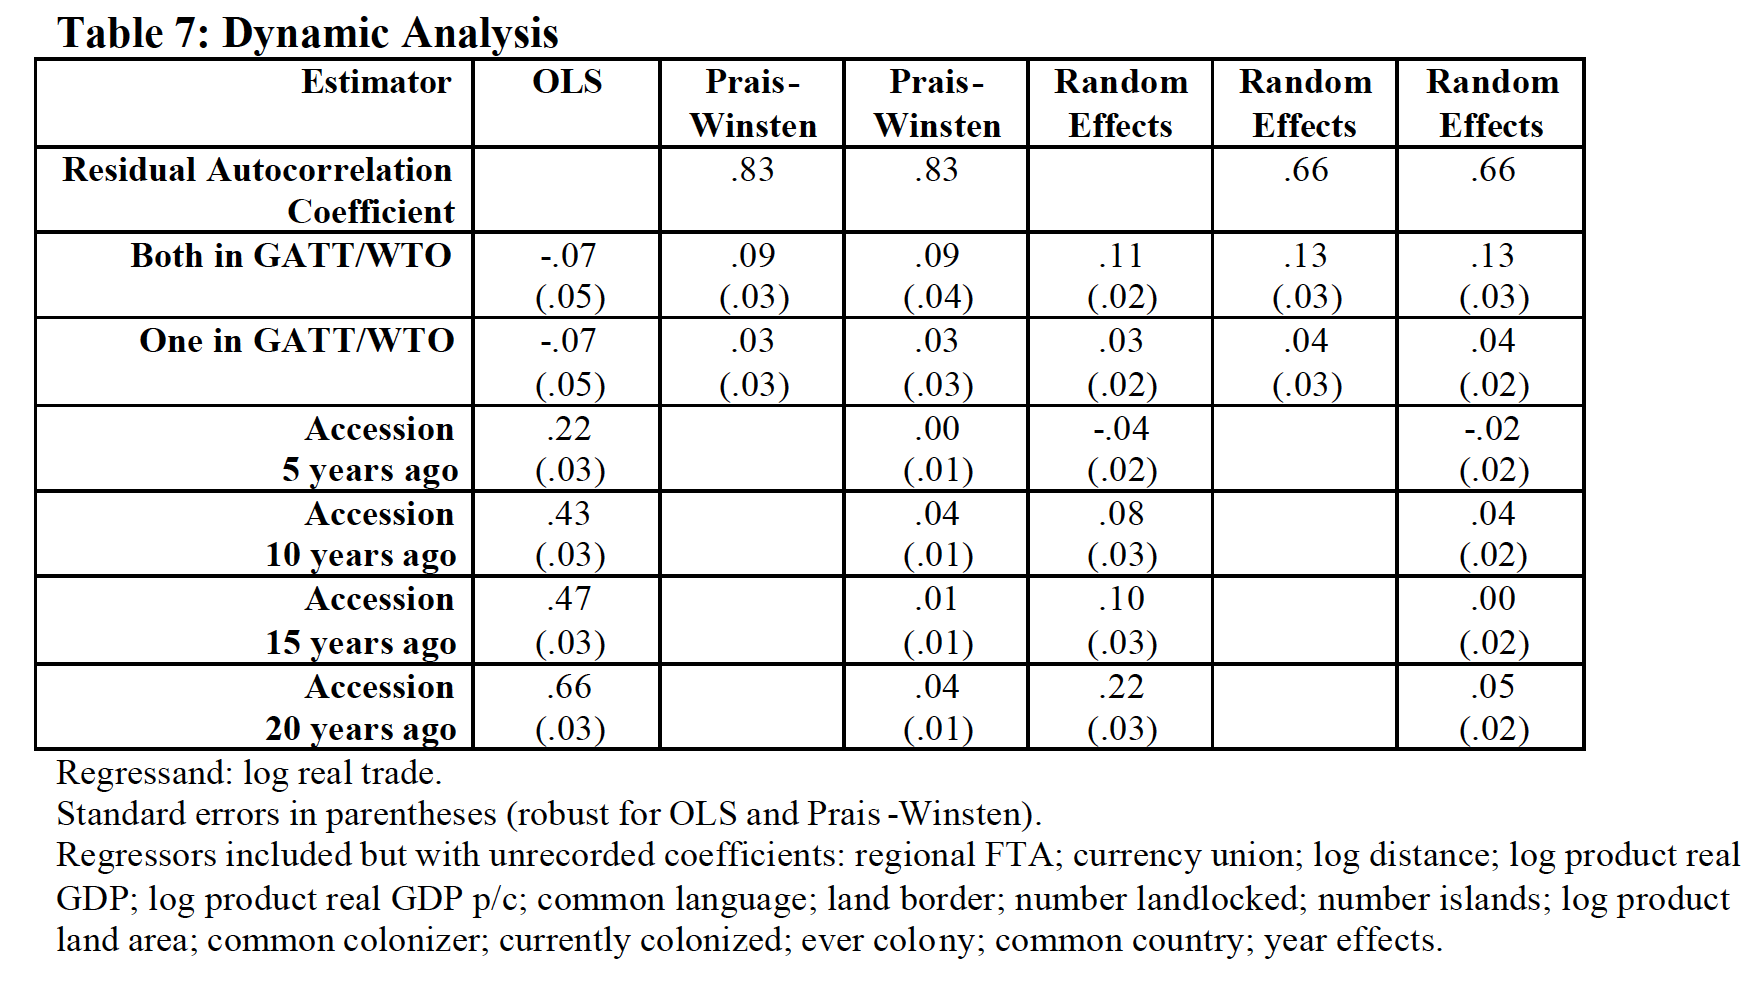 Table 7: Dynamic Analysis
Estimator OLS Prais- Prais- Random Random Random
Winsten Winsten Effects Effects Effects
Residual Autocorrelation .83 .83 .66 .66
Coefficient
Both in GATT/WTO -.07 .09 .09 .11 .13 .13
(.05) (.03) (.04) (.02) (.03) (.03)
One in GATT/WTO -.07 .03 .03 .03 .04 .04
(.05) (.03) (.03) (.02) (.03) (.02)
Accession .22 .00 -.04 -.02
5 years ago (.03) (.01) (.02) (.02)
Accession .43 .04 .08 .04
10 years ago (.03) (.01) (.03) (.02)
Accession .47 .01 .10 .00
15 years ago (.03) (.01) (.03) (.02)
Accession .66 .04 .22 .05
20 years ago (.03) (.01) (.03) (.02)
Regressand: log real trade.
Standard errors in parentheses (robust for OLS and Prais-Winsten).
Regressors included but with unrecorded coefficients: regional FTA; currency union; log distance; log product real
GDP; log product real GDP p/c; common language; land border; number landlocked; number islands; log product
land area; common colonizer; currently colonized; ever colony; common country; year effects.